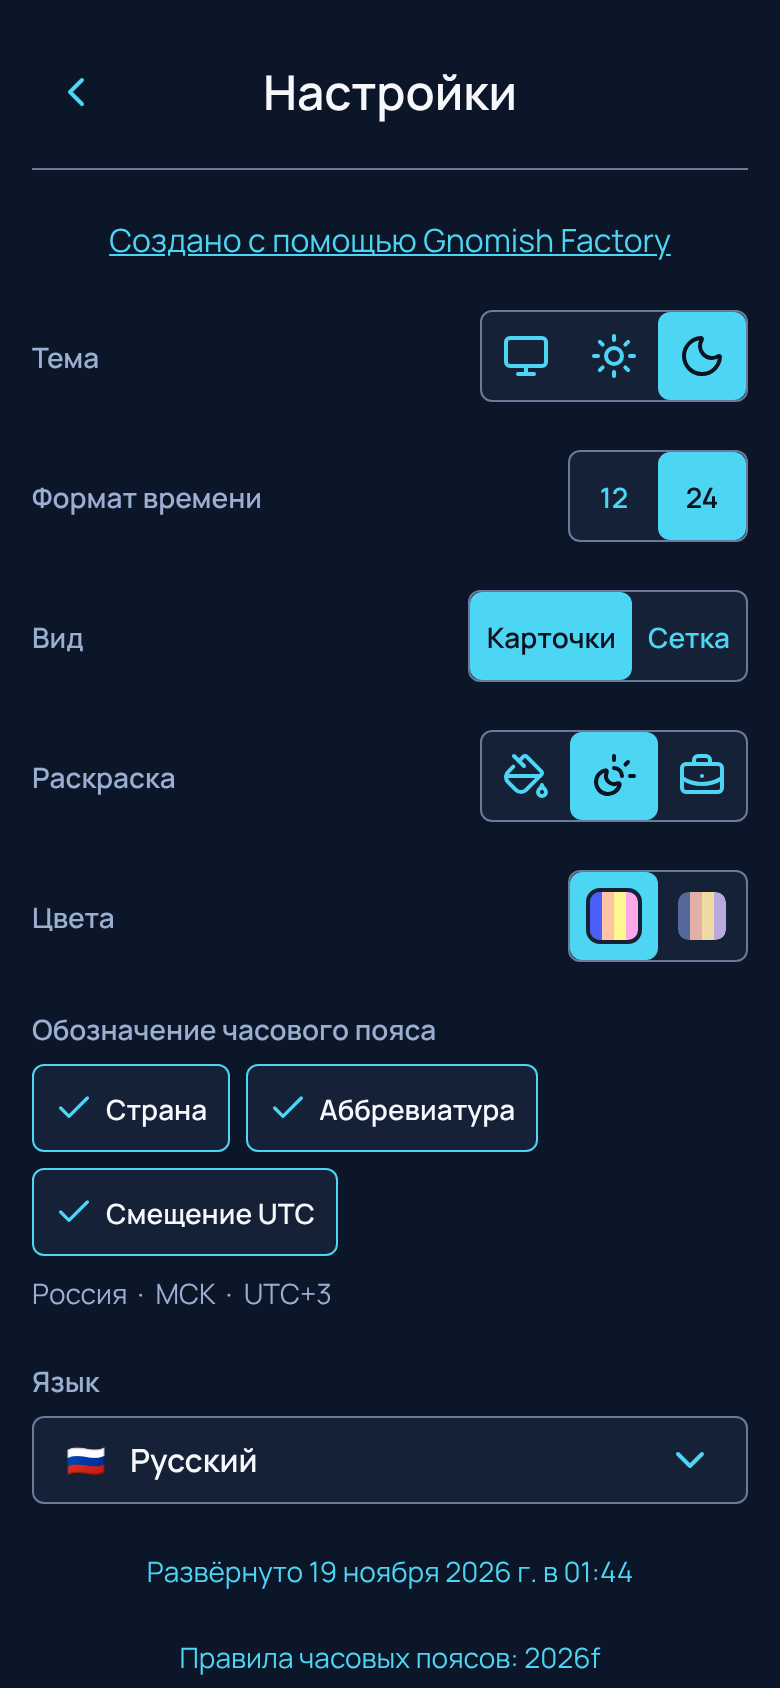 Настройки
Создано с помощью Gnomish Factory
Тема
Формат времени
12 24
Вид
Карточки Сетка
Раскраска
Цвета
Обозначение часового пояса
Страна Аббревиатура
Смещение UTC
Россия · МСК · UTC+3
Язык
Русский
Развёрнуто 19 ноября 2026 г. в 01:44
Правила часовых поясов: 2026f